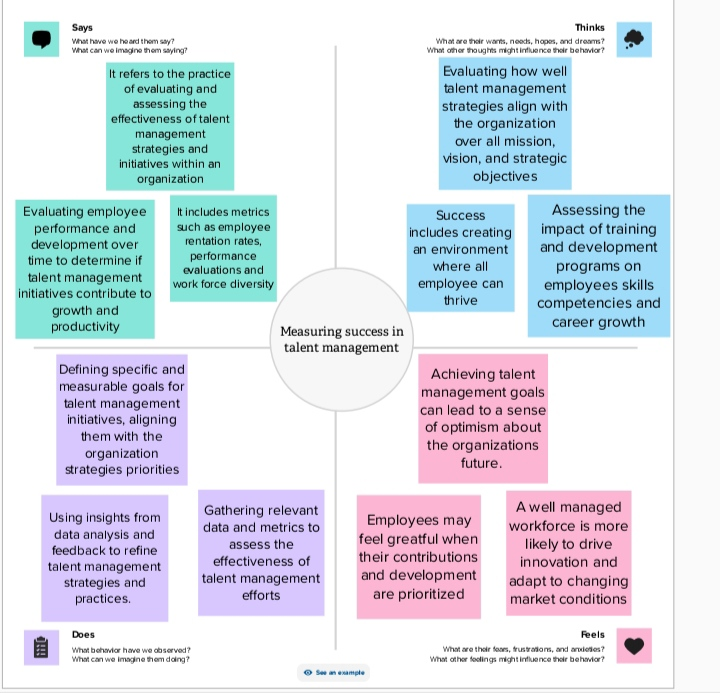 Says
What have we heard them say?
What can we imagine them saying?
It refers to the practice
of evaluating and
assessing the
effectiveness of talent
management
strategies and
initiatives within an
organization
Evaluating employee
performance and
development over
time to determine if
talent management
initiatives contribute to
growth and
productivity
It includes metrics
such as employee
rentation rates,
performance
evaluations and
work force diversity
Thinks
What are their wants, needs, hopes, and dreams?
What other thoughts might influence their behavior?
Evaluating how well
talent management
strategies align with
the organization
over all mission,
vision, and strategic
objectives
Success
includes creating
an environment
where all
employee can
thrive
Assessing the
impact of training
and development
programs on
employees skills
competencies and
career growth
Measuring success in
talent management
Defining specific and
measurable goals for
talent management
initiatives, aligning
them with the
organization
strategies priorities
Using insights from
data analysis and
feedback to refine
talent management
strategies and
practices.
Gathering relevant
data and metrics to
assess the
effectiveness of
talent management
efforts
Does
What behavior have we observed?
What can we imagine them doing?
Achieving talent
management goals
can lead to a sense
of optimism about
the organizations
future.
Employees may
feel greatful when
their contributions
and development
are prioritized
A well managed
workforce is more
likely to drive
innovation and
adapt to changing
market conditions
Feels
What are their fears, frustrations, and anxieties?
What other feelings might influence their behavior?
See an example